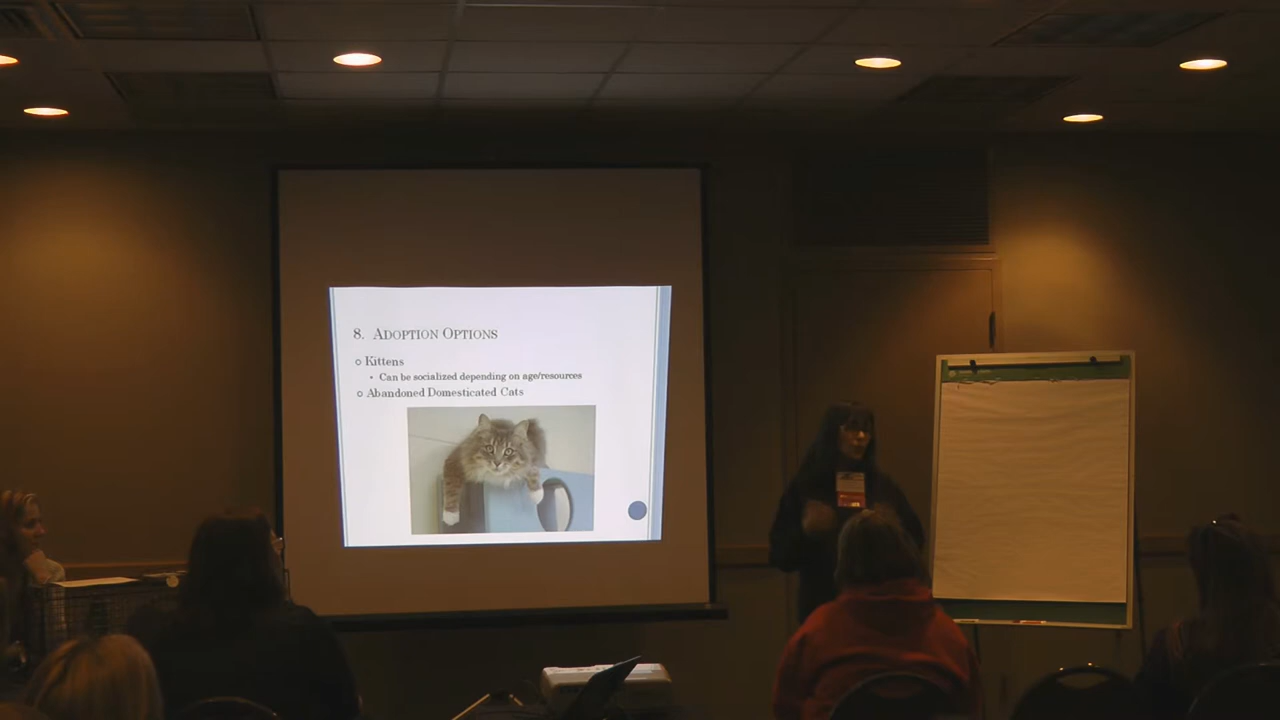 8. ADOPTION OPTIONS
Kittens
Can be socialized depending on age/resources
Abandoned Domesticated Cats